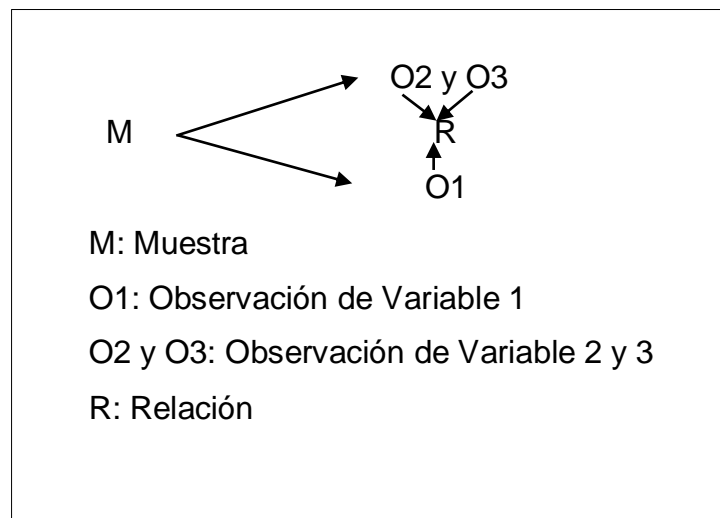 O2 y O3
M
R
O1
M: Muestra
O1: Observación de Variable 1
O2 y O3: Observación de Variable 2 y 3
R: Relación